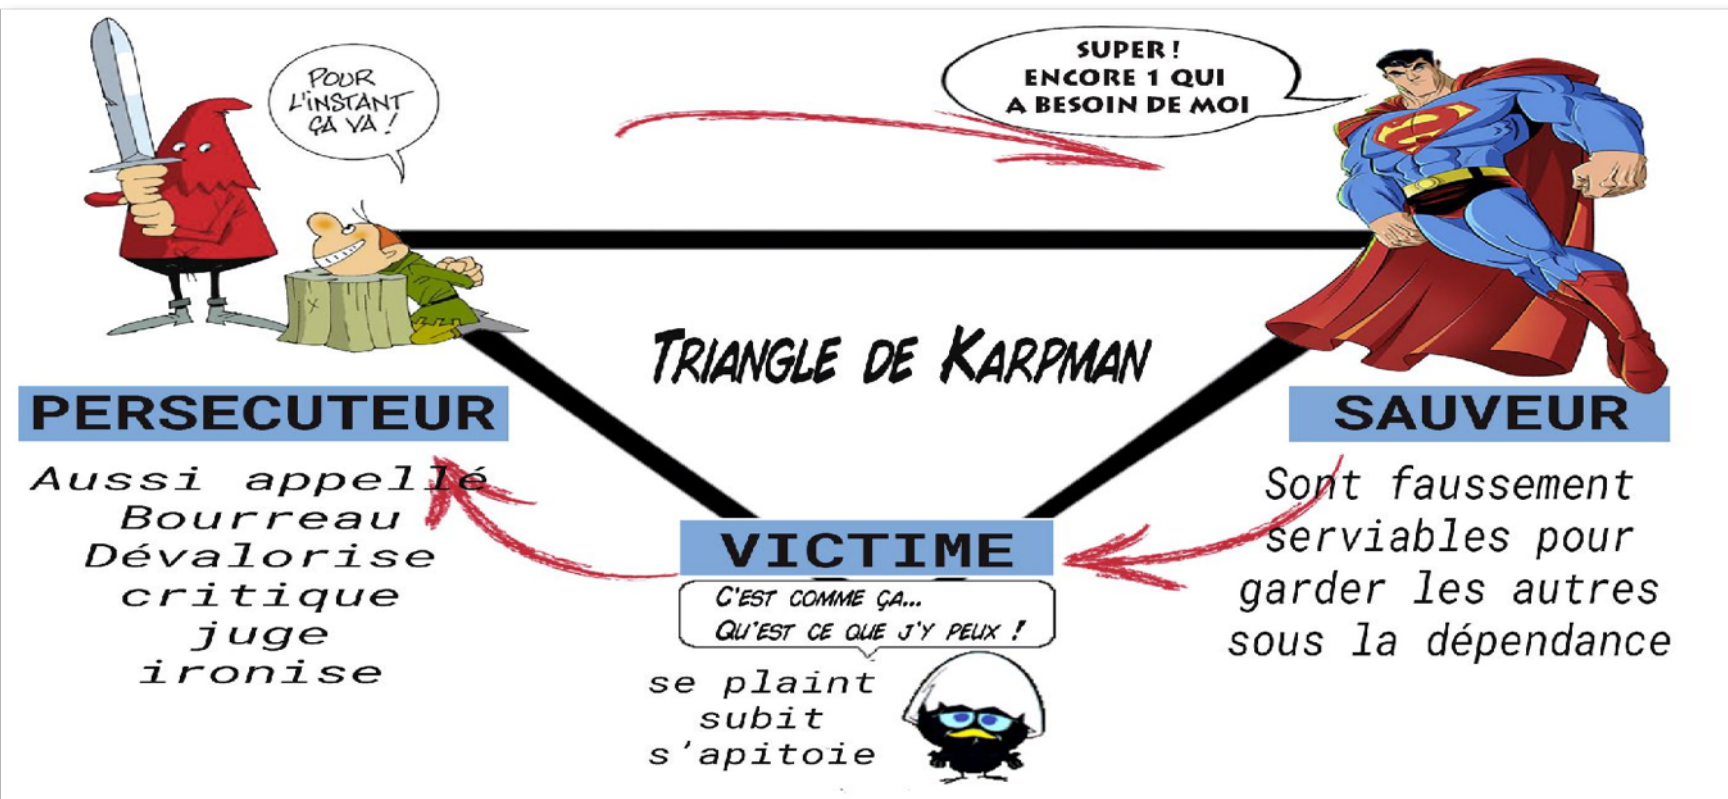 POUR
L'INSTANT
ÇA VA !
SUPER !
ENCORE 1 QUI
A BESOIN DE MOI
TRIANGLE DE KARPMAN
PERSECUTEUR
Aussi appellé
Bourreau
Dévalorise
critique
juge
ironise
SAUVEUR
Sont faussement
serviables pour
garder les autres
sous la dépendance
VICTIME
C'EST COMME ÇA...
QU'EST CE QUE J'Y PEUX !
se plaint
subit
s'apitoie